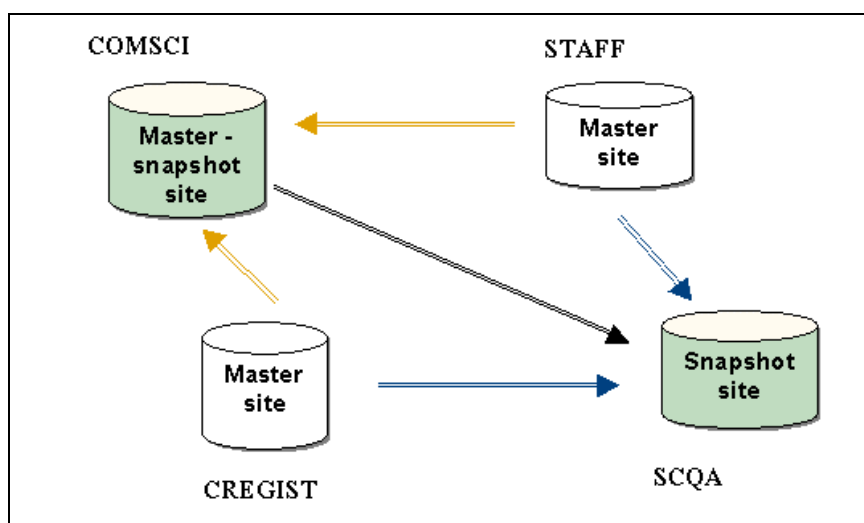 COMSCI
STAFF
Master -
snapshot
site
Master
site
Master
site
Snapshot
site
CREGIST
SCQA